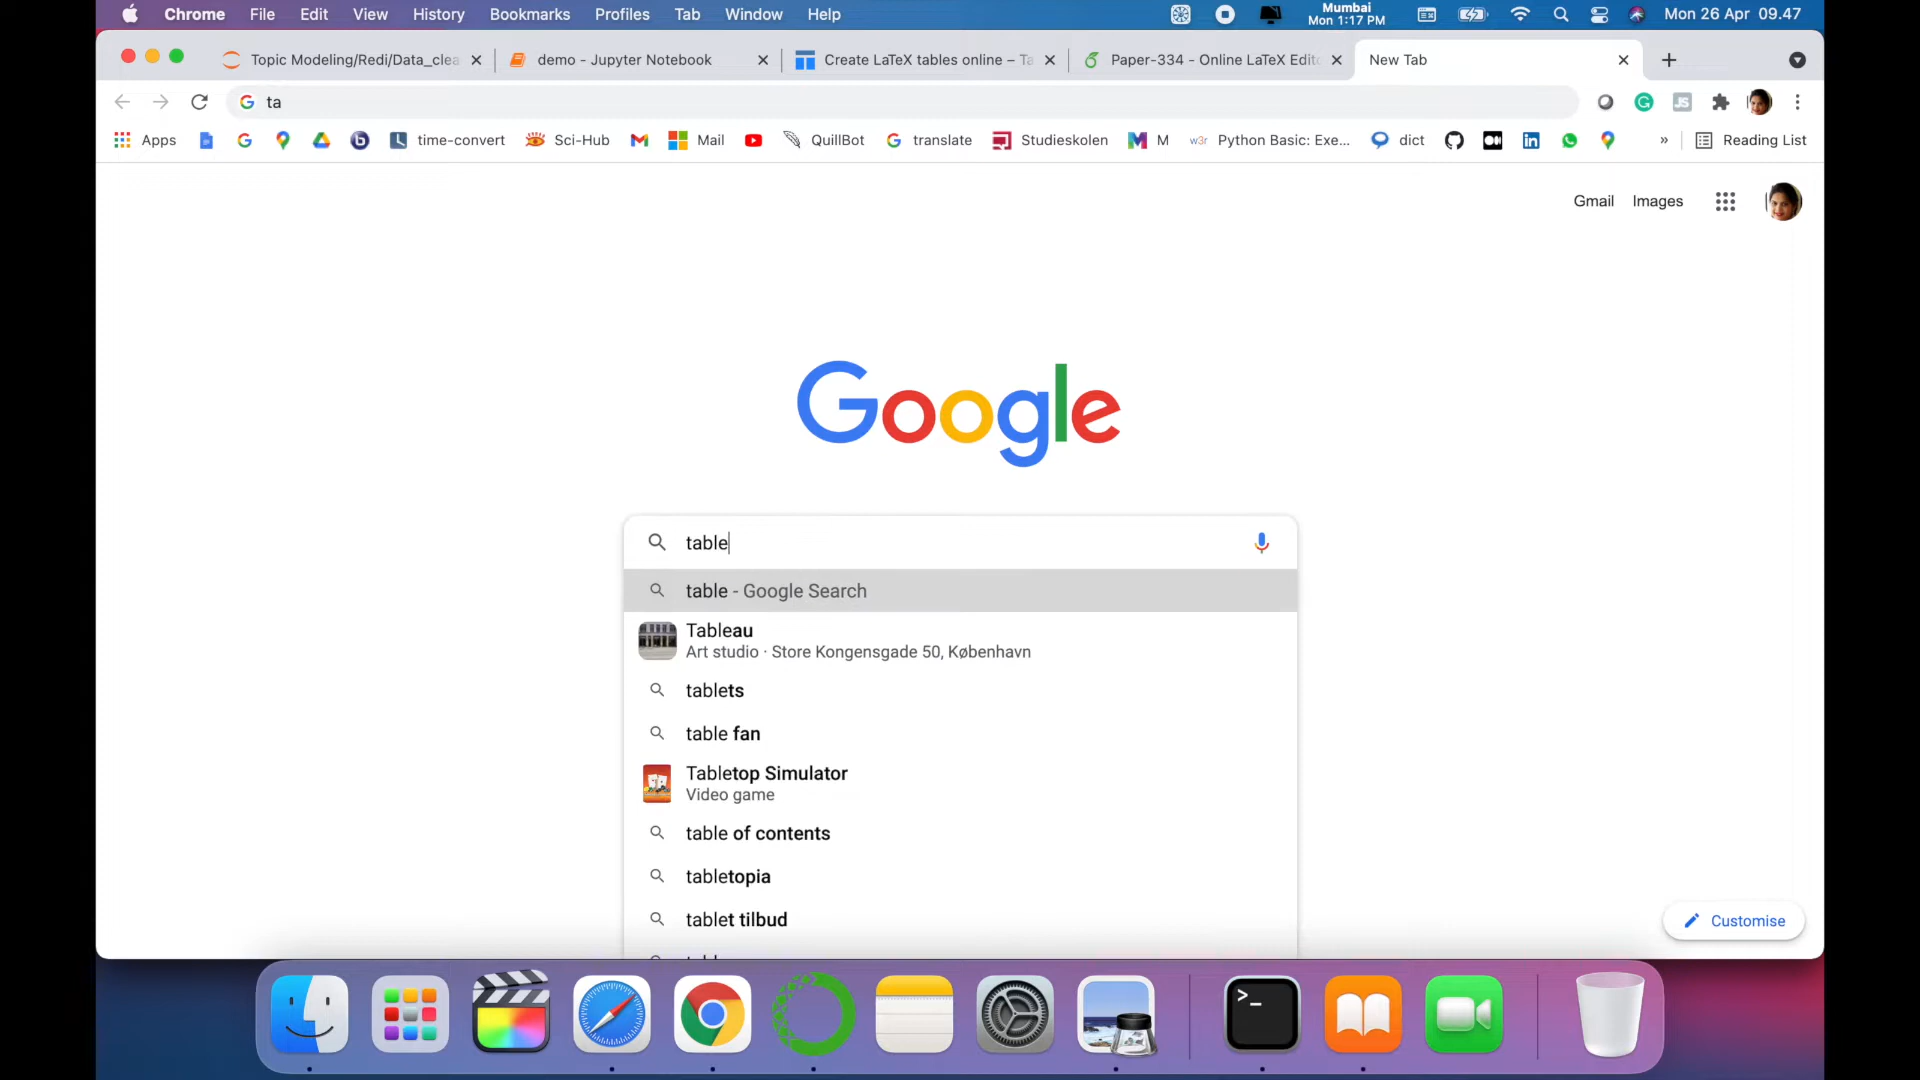 Chrome File Edit View History Bookmarks Profiles Tab Window Help Mumbai Mon 1:17 PM Mon 26 Apr 09.47
Topic Modeling/Redi/Data_clea demo - Jupyter Notebook Create LaTeX tables online – Ta Paper-334 - Online LaTeX Edit New Tab
ta
Apps time-convert Sci-Hub Mail QuillBot translate Studieskolen M w3r Python Basic: Exe... dict » Reading List
Gmail Images
Google
table
table - Google Search
Tableau
Art studio · Store Kongensgade 50, København
tablets
table fan
Tabletop Simulator
Video game
table of contents
tabletopia
tablet tilbud
Customise